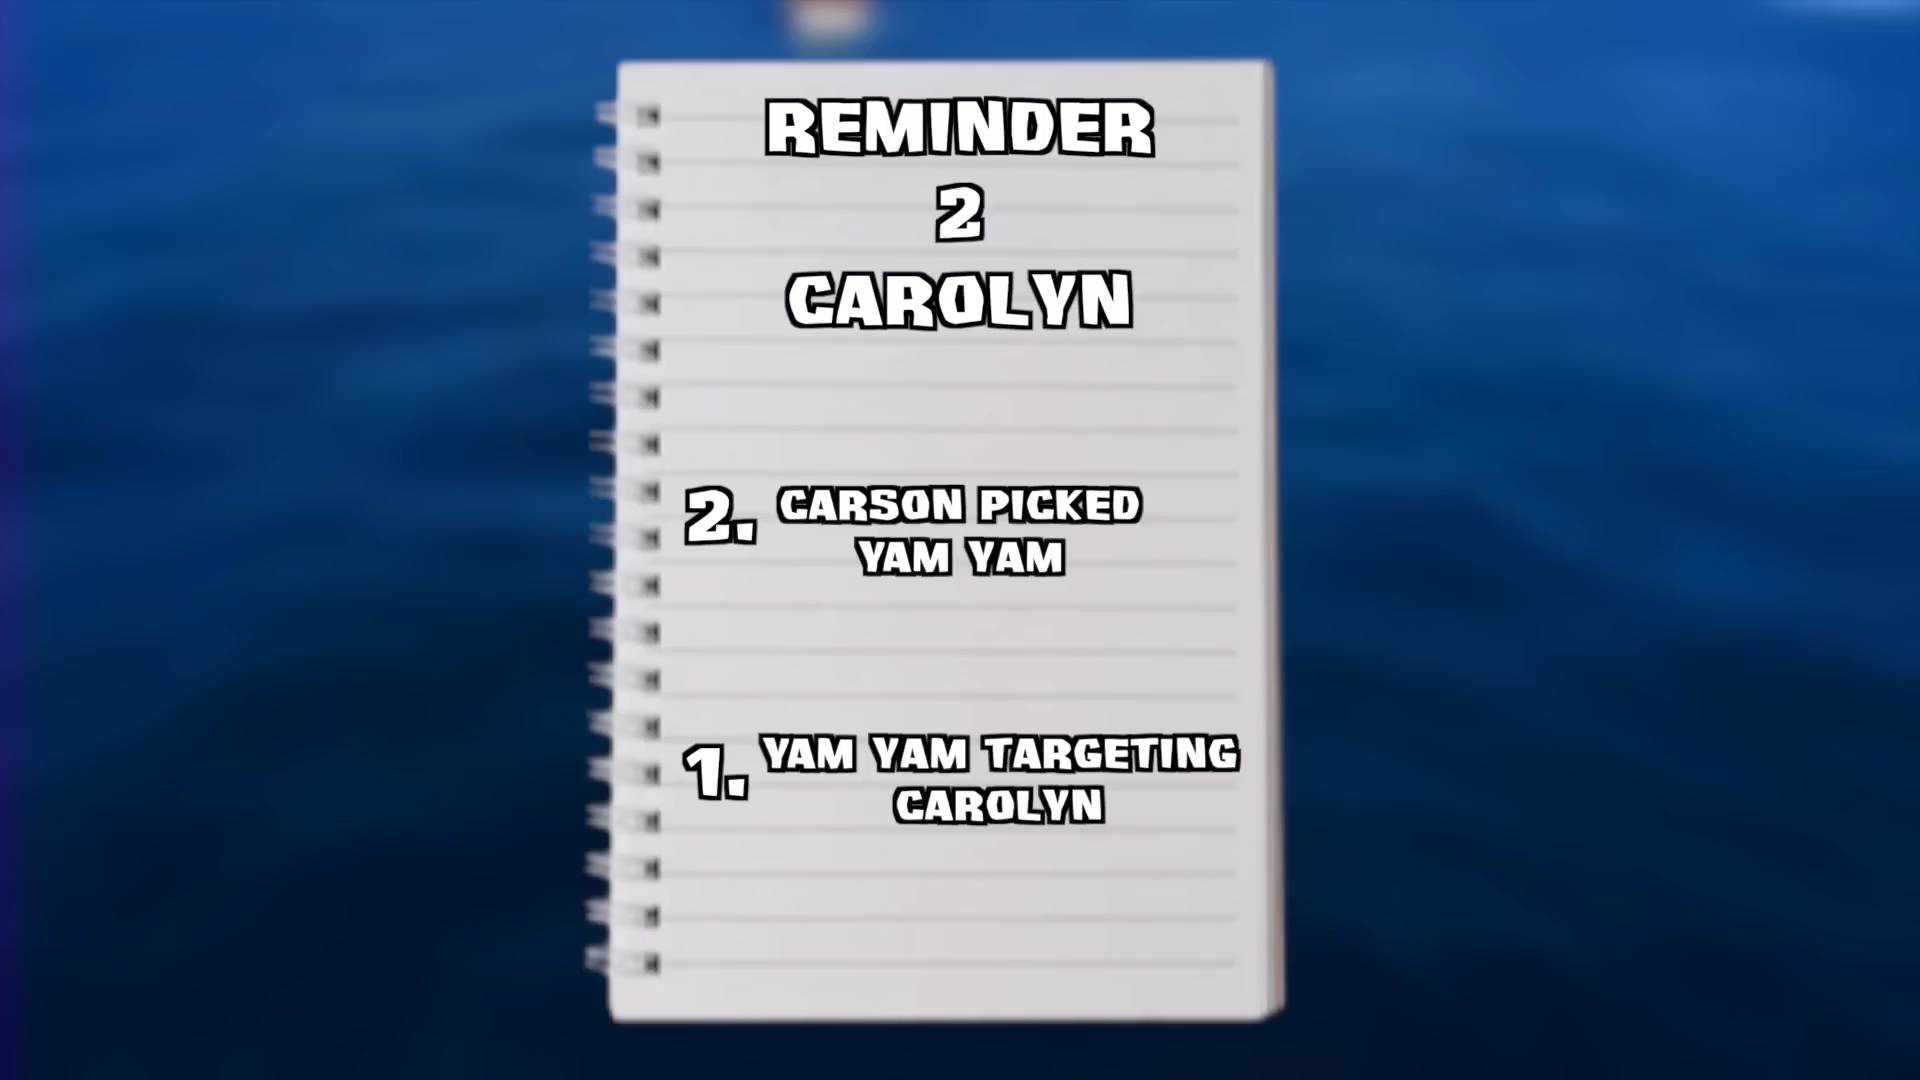 REMINDER
2
CAROLYN
2. CARSON PICKED
YAM YAM
1. YAM YAM TARGETING
CAROLYN